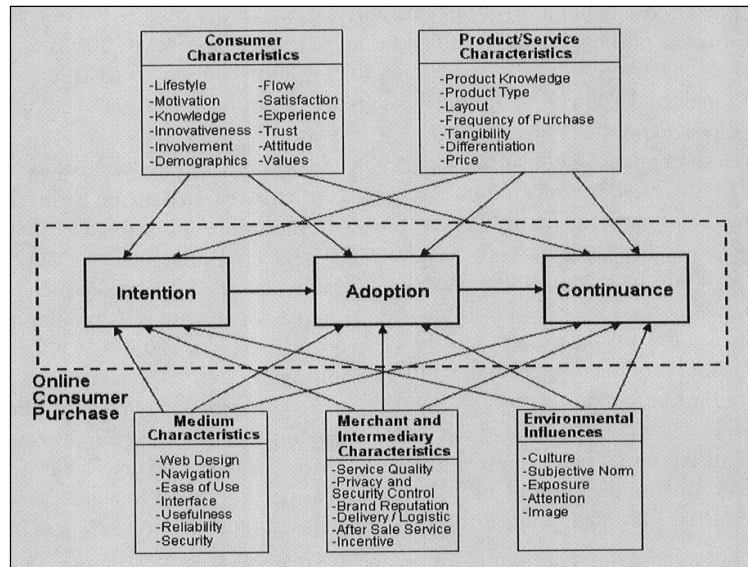 Consumer
Characteristics
-Lifestyle
-Motivation
-Knowledge
-Innovativeness
-Involvement
-Demographics
-Flow
-Satisfaction
-Experience
-Trust
-Attitude
-Values
Product/Service
Characteristics
-Product Knowledge
-Product Type
-Layout
-Frequency of Purchase
-Tangibility
-Differentiation
-Price
Intention
Adoption
Continuance
Online
Consumer
Purchase
Medium
Characteristics
-Web Design
-Navigation
-Ease of Use
-Interface
-Usefulness
-Reliability
-Security
Merchant and
Intermediary
Characteristics
-Service Quality
-Privacy and
Security Control
-Brand Reputation
-Delivery / Logistic
-After Sale Service
-Incentive
Environmental
Influences
-Culture
-Subjective Norm
-Exposure
-Attention
-Image